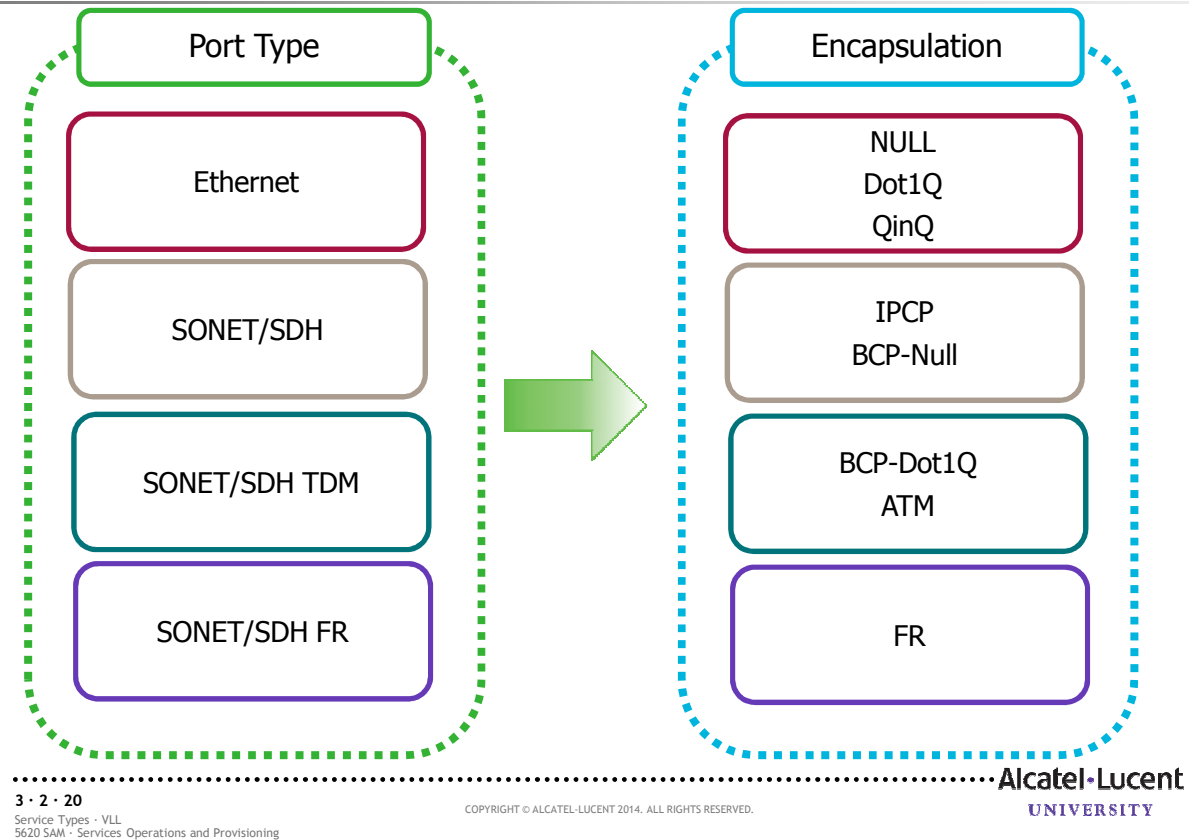 Port Type
Encapsulation
Ethernet
NULL
Dot1Q
QinQ
SONET/SDH
IPCP
BCP-Null
SONET/SDH TDM
BCP-Dot1Q
ATM
SONET/SDH FR
FR
3 · 2 · 20
Service Types · VLL
5620 SAM · Services Operations and Provisioning
COPYRIGHT © ALCATEL-LUCENT 2014. ALL RIGHTS RESERVED.
Alcatel·Lucent
UNIVERSITY